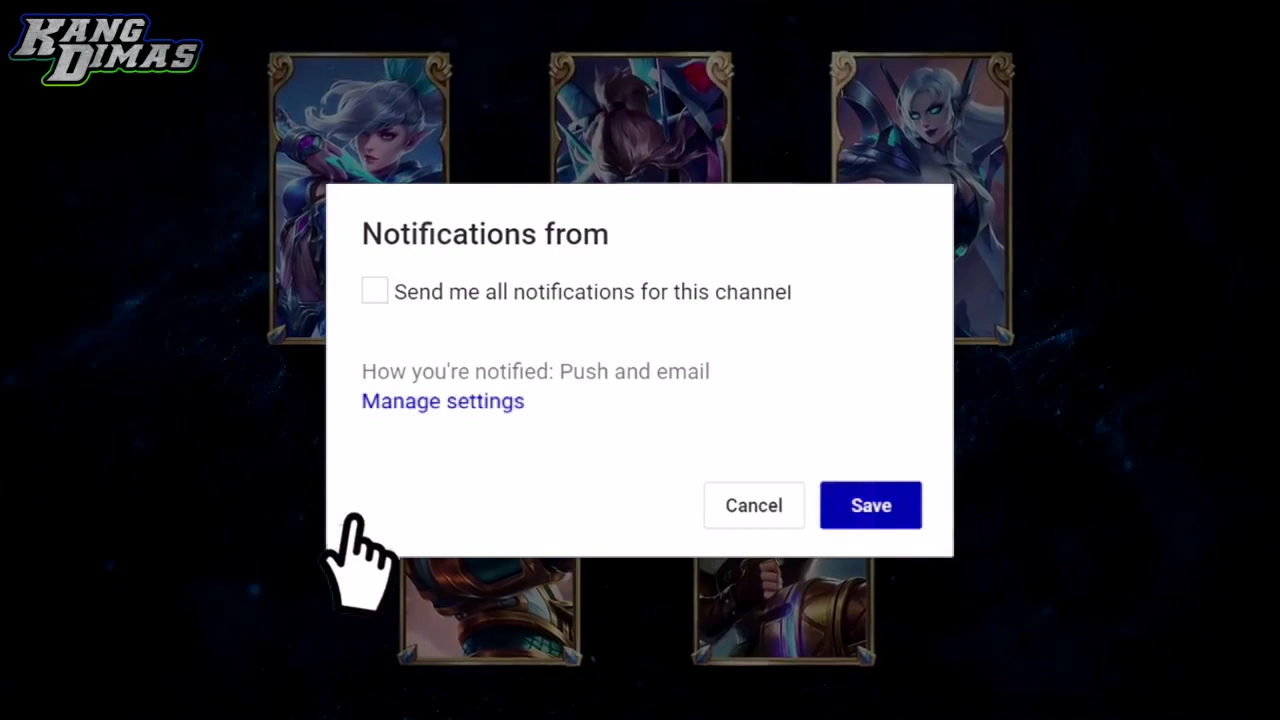 KANG
DIMAS
Notifications from
Send me all notifications for this channel
How you're notified: Push and email
Manage settings
Cancel
Save